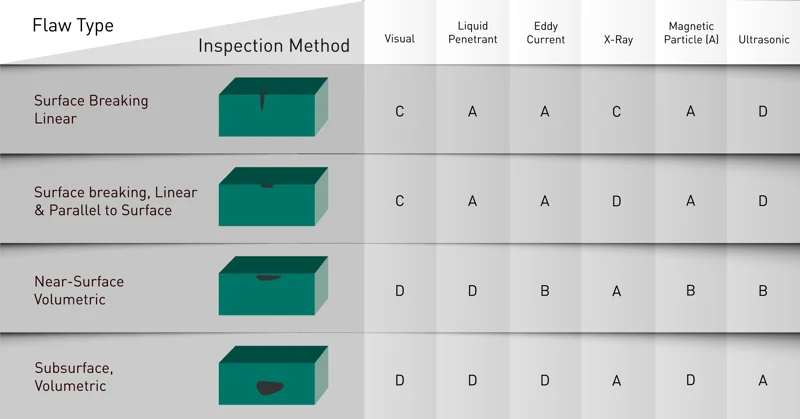 Flaw Type
Inspection Method
Visual
Liquid
Penetrant
Eddy
Current
X-Ray
Magnetic
Particle (A)
Ultrasonic
Surface Breaking
Linear
C A A C A D
Surface breaking, Linear
& Parallel to Surface
C A A D A D
Near-Surface
Volumetric
D D B A B B
Subsurface,
Volumetric
D D D A D A